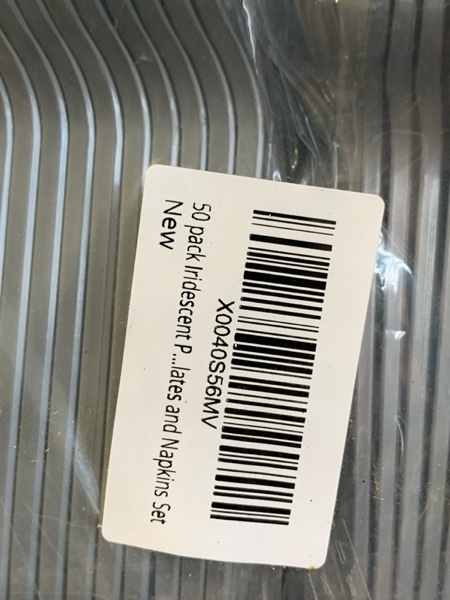 X0040S56MV
50 pack Iridescent P...lates and Napkins Set
New